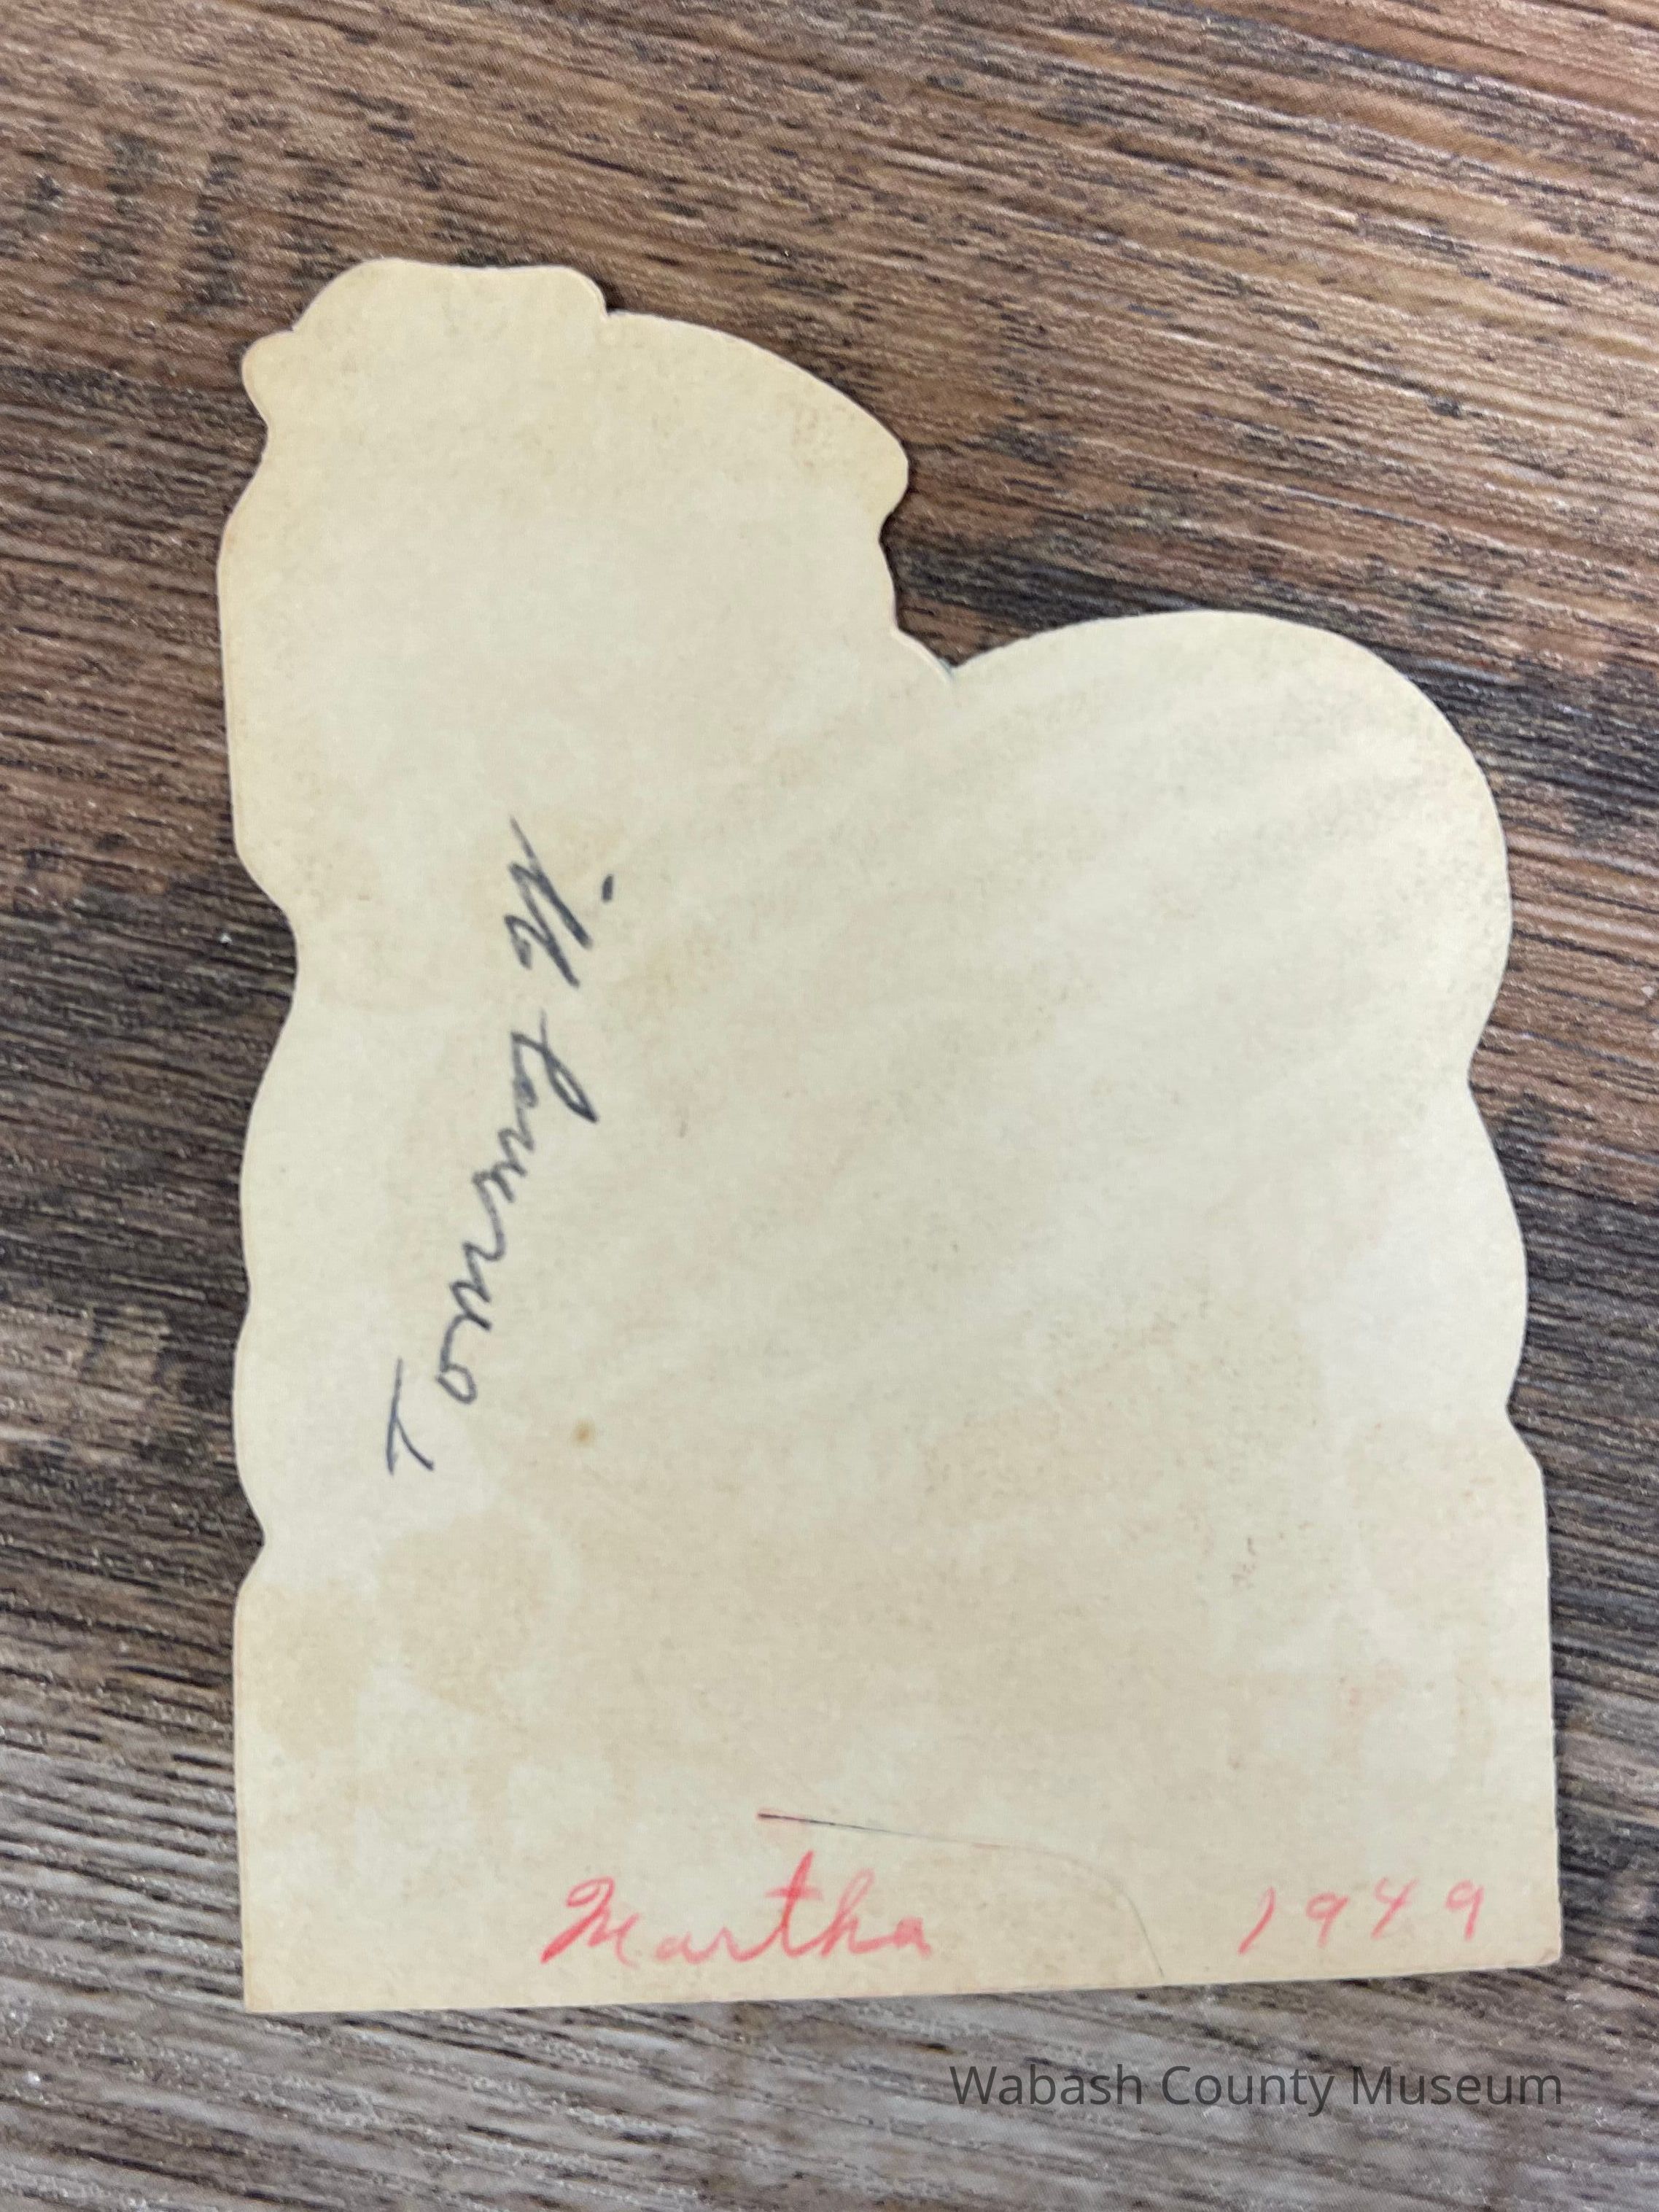 Tommy W.
Martha 1949
Wabash County Museum